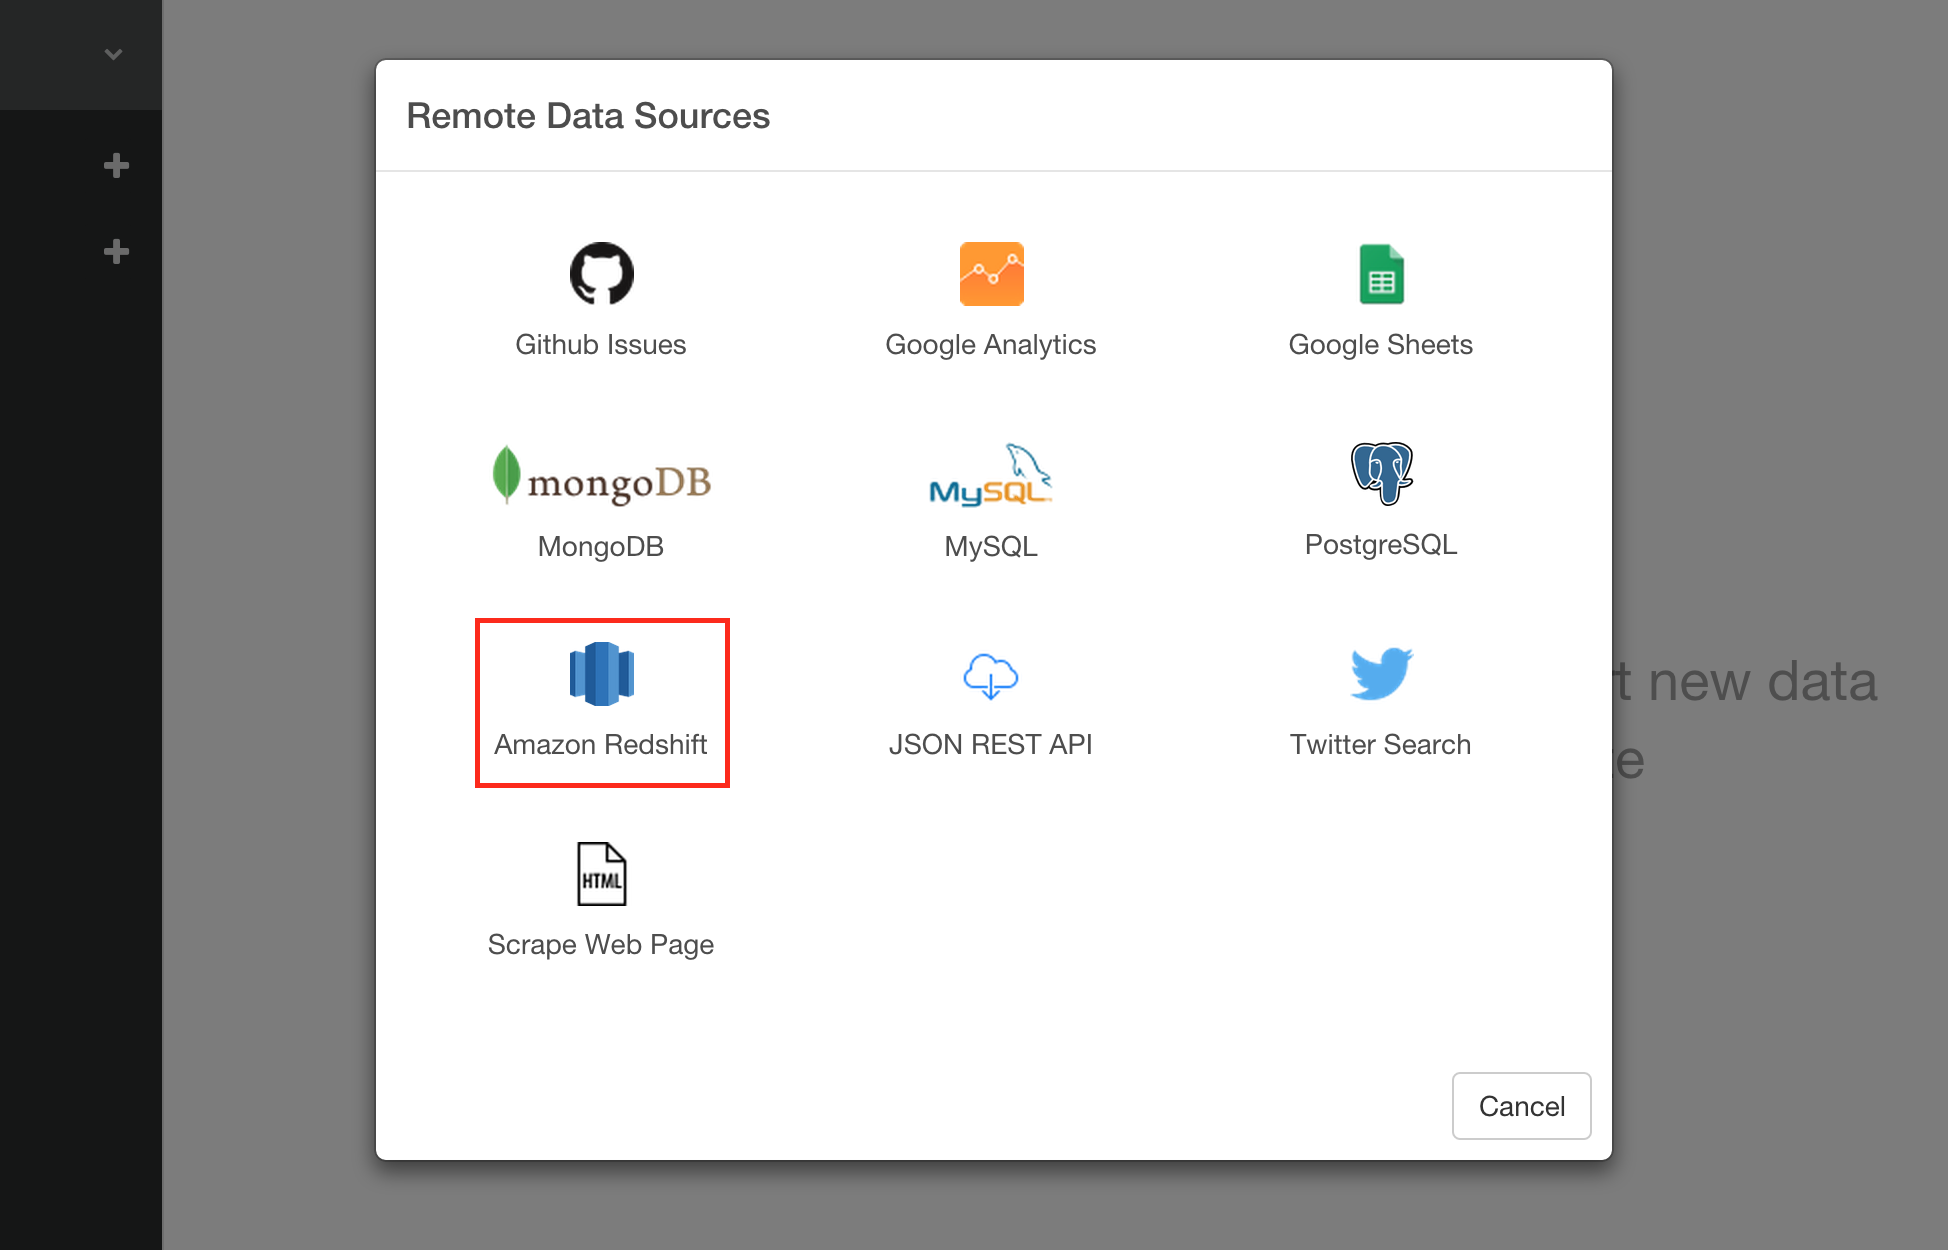 Remote Data Sources
Github Issues
Google Analytics
Google Sheets
mongoDB
MongoDB
MySQL
MySQL
PostgreSQL
Amazon Redshift
JSON REST API
Twitter Search
new data
HTML
Scrape Web Page
Cancel